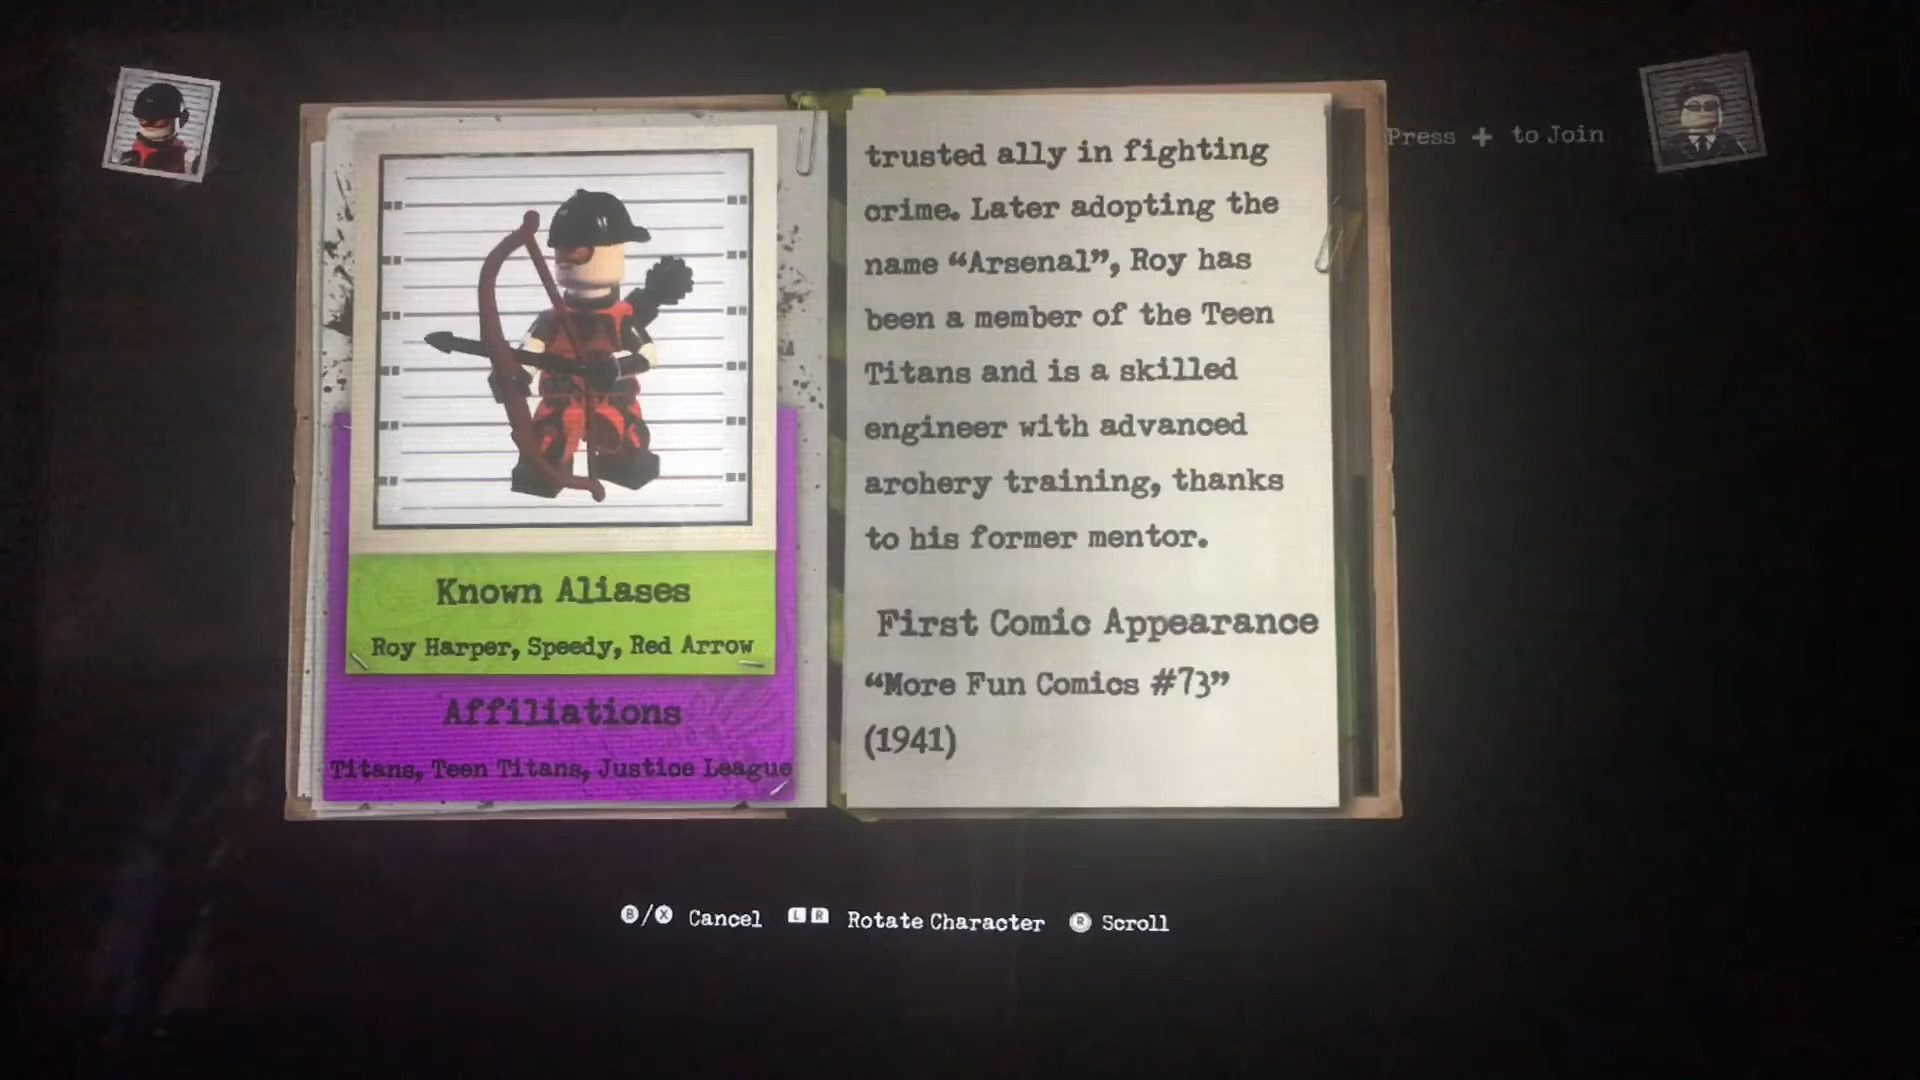 Press + to Join
trusted ally in fighting
crime. Later adopting the
name “Arsenal”, Roy has
been a member of the Teen
Titans and is a skilled
engineer with advanced
archery training, thanks
to his former mentor.
First Comic Appearance
“More Fun Comics #73”
(1941)
Known Aliases
Roy Harper, Speedy, Red Arrow
Affiliations
Titans, Teen Titans, Justice League
B/X Cancel L R Rotate Character R Scroll